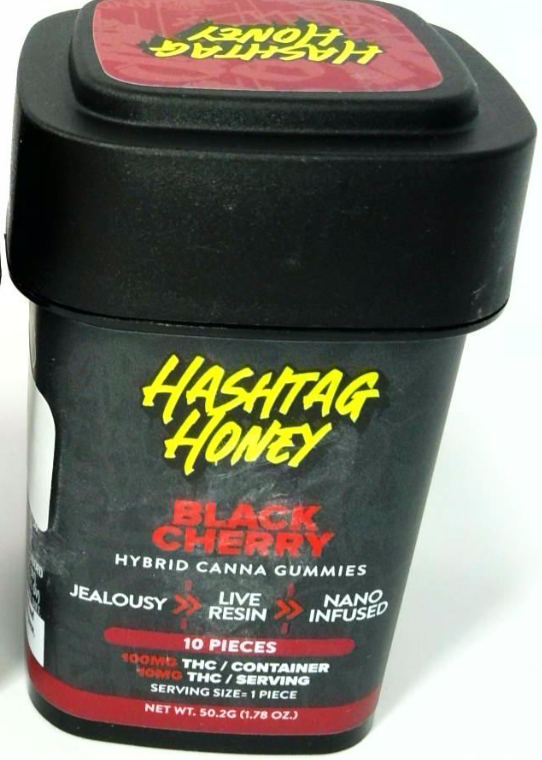 HASHTAG
HONEY
HASHTAG
HONEY
BLACK
CHERRY
HYBRID CANNA GUMMIES
JEALOUSY >> LIVE RESIN >> NANO INFUSED
10 PIECES
100MG THC / CONTAINER
10MG THC / SERVING
SERVING SIZE= 1 PIECE
NET WT. 50.2G (1.78 OZ.)